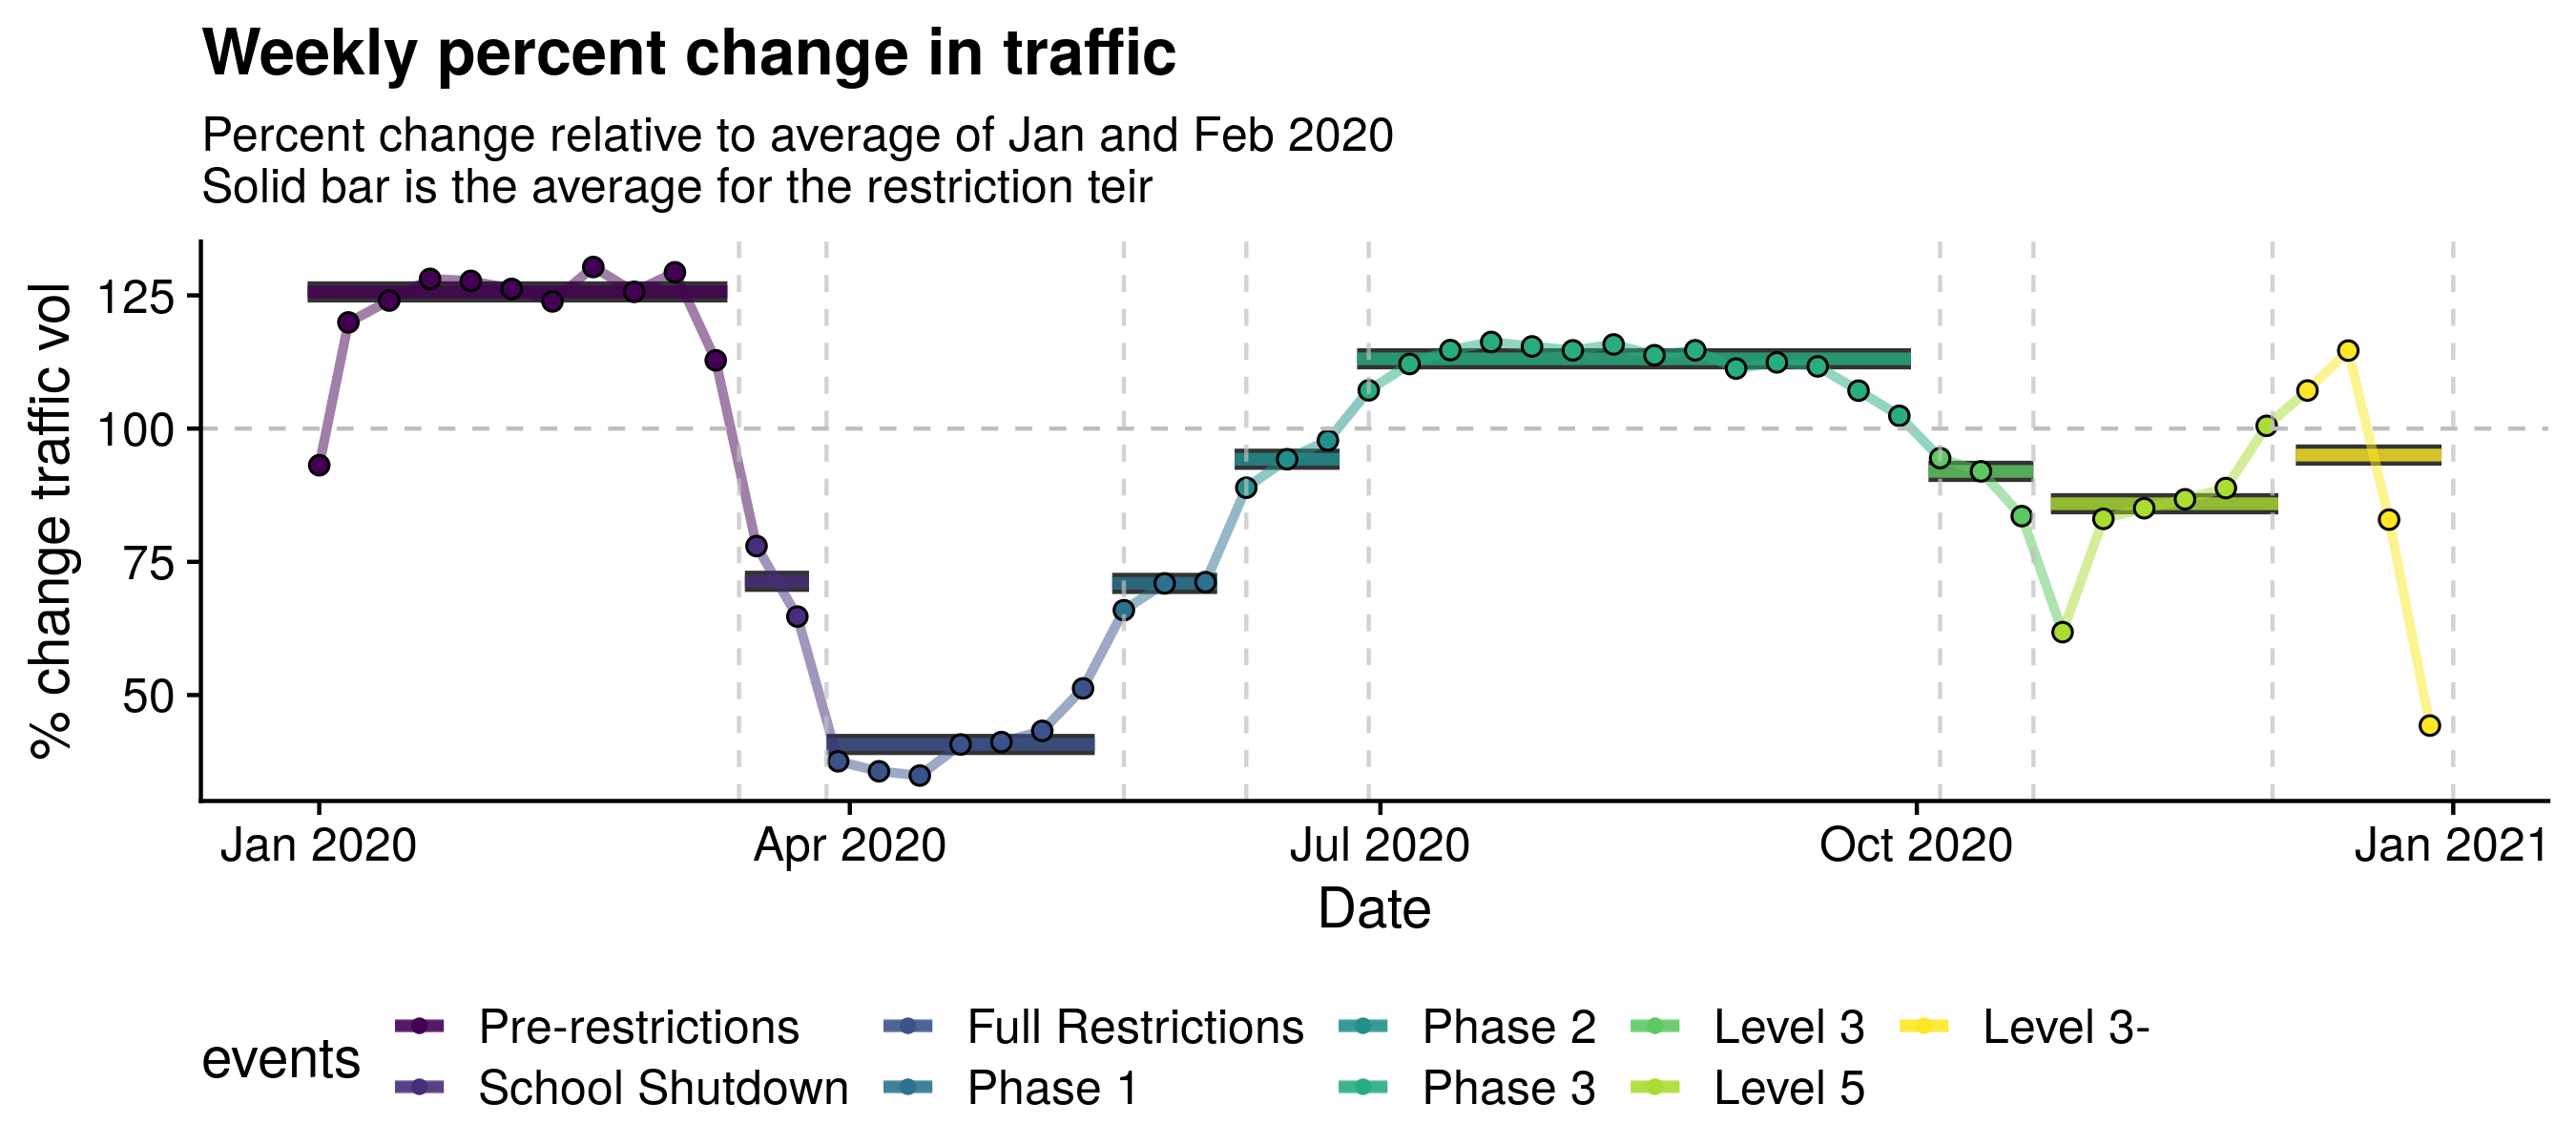 Weekly percent change in traffic
Percent change relative to average of Jan and Feb 2020
Solid bar is the average for the restriction teir
% change traffic vol
125
100
75
50
Jan 2020 Apr 2020 Jul 2020 Oct 2020 Jan 2021
Date
events
Pre-restrictions Full Restrictions Phase 2 Level 3 Level 3-
School Shutdown Phase 1 Phase 3 Level 5